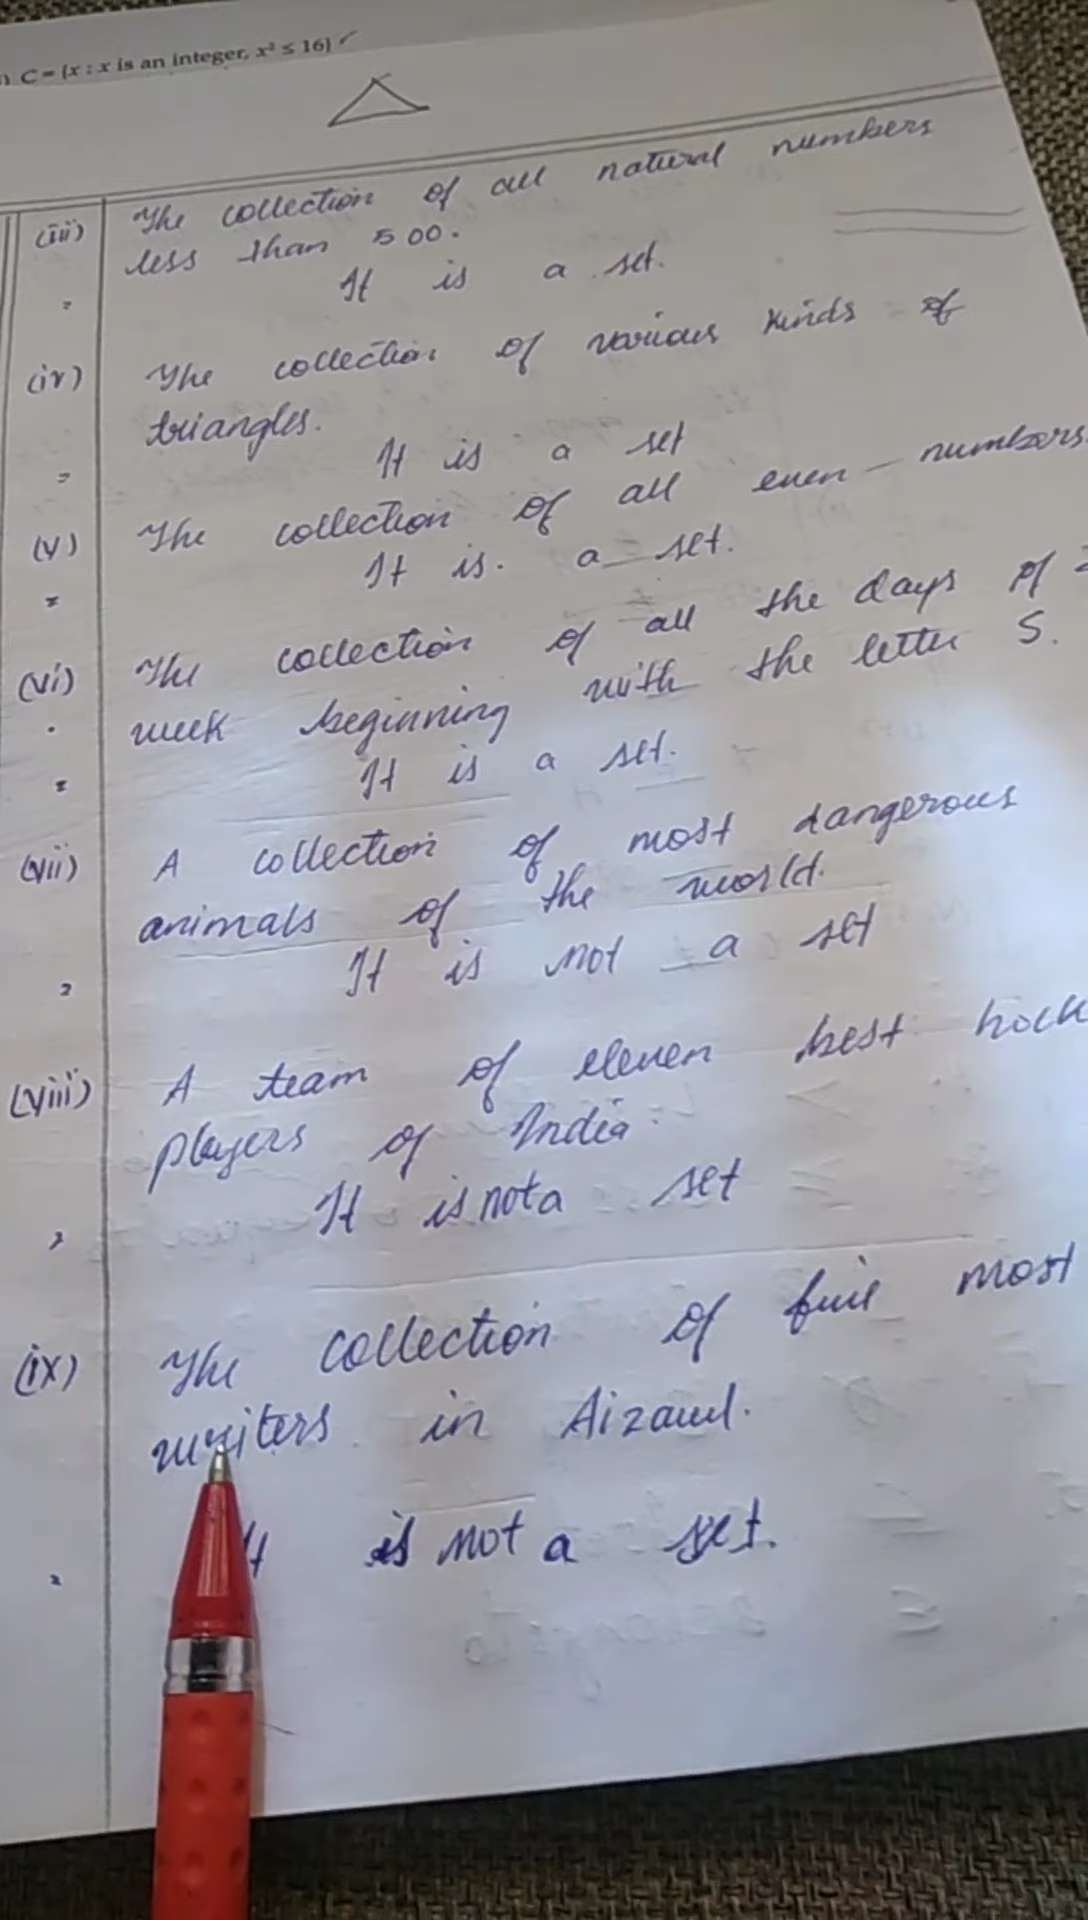 C = {x : x is an integer, x² ≤ 16}
(iii) The collection of all natural numbers
less than 500.
It is a set.
(iv) The collection of various kinds of
triangles.
It is a set
(v) The collection of all even numbers
It is a set.
(vi) The collection of all the days of
week beginning with the letter S.
It is a set.
(vii) A collection of most dangerous
animals of the world.
It is not a set
(viii) A team of eleven best
players of India
It is not a set
(ix) The collection of five most
writers in Aizawl.
is not a set.